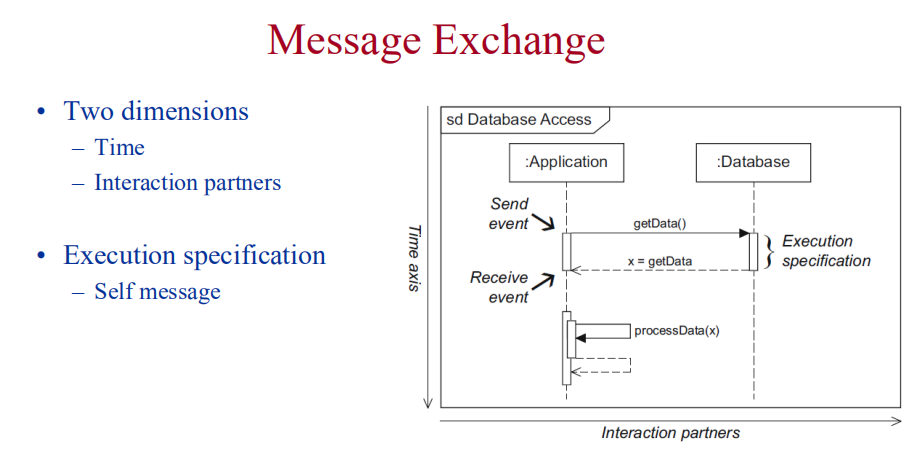 Message Exchange
• Two dimensions
– Time
– Interaction partners
• Execution specification
– Self message
sd Database Access
:Application
:Database
Send
event
getData()
Execution
specification
x = getData
Receive
event
processData(x)
Time axis
Interaction partners